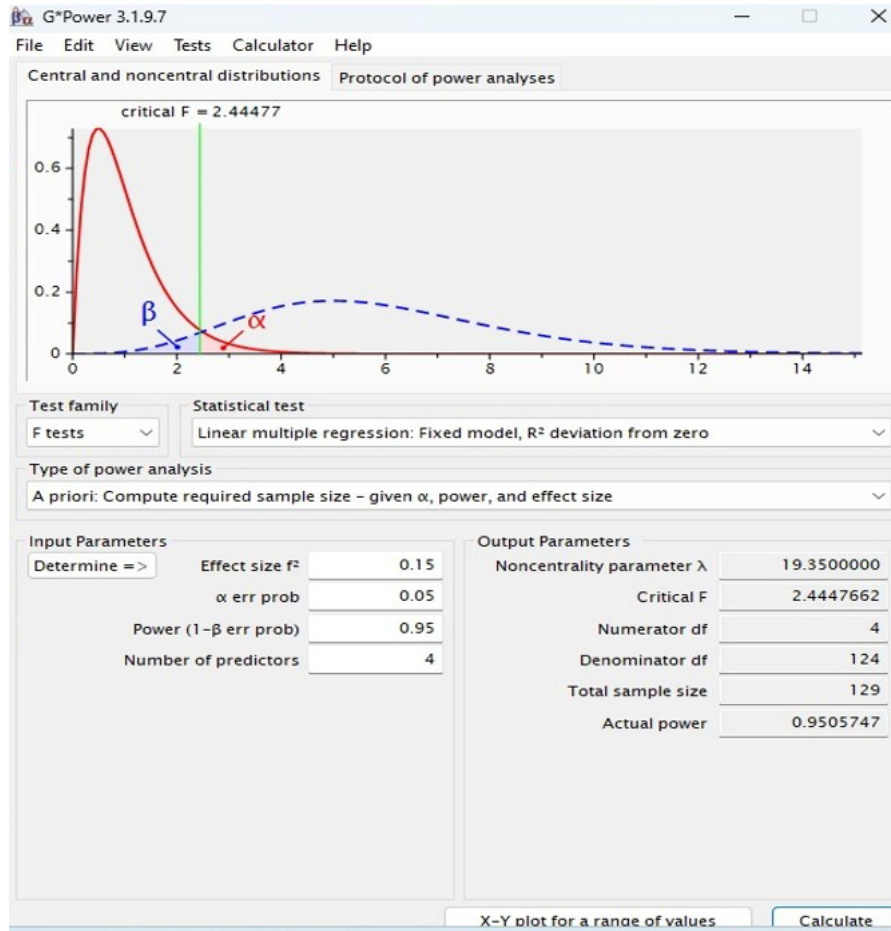 G*Power 3.1.9.7
File Edit View Tests Calculator Help
Central and noncentral distributions Protocol of power analyses
critical F = 2.44477
0.6
0.4
0.2
0
β
α
0 2 4 6 8 10 12 14
Test family Statistical test
F tests Linear multiple regression: Fixed model, R² deviation from zero
Type of power analysis
A priori: Compute required sample size – given α, power, and effect size
Input Parameters Output Parameters
Determine => Effect size f² 0.15 Noncentrality parameter λ 19.3500000
α err prob 0.05 Critical F 2.4447662
Power (1-β err prob) 0.95 Numerator df 4
Number of predictors 4 Denominator df 124
Total sample size 129
Actual power 0.9505747
X-Y plot for a range of values Calculate